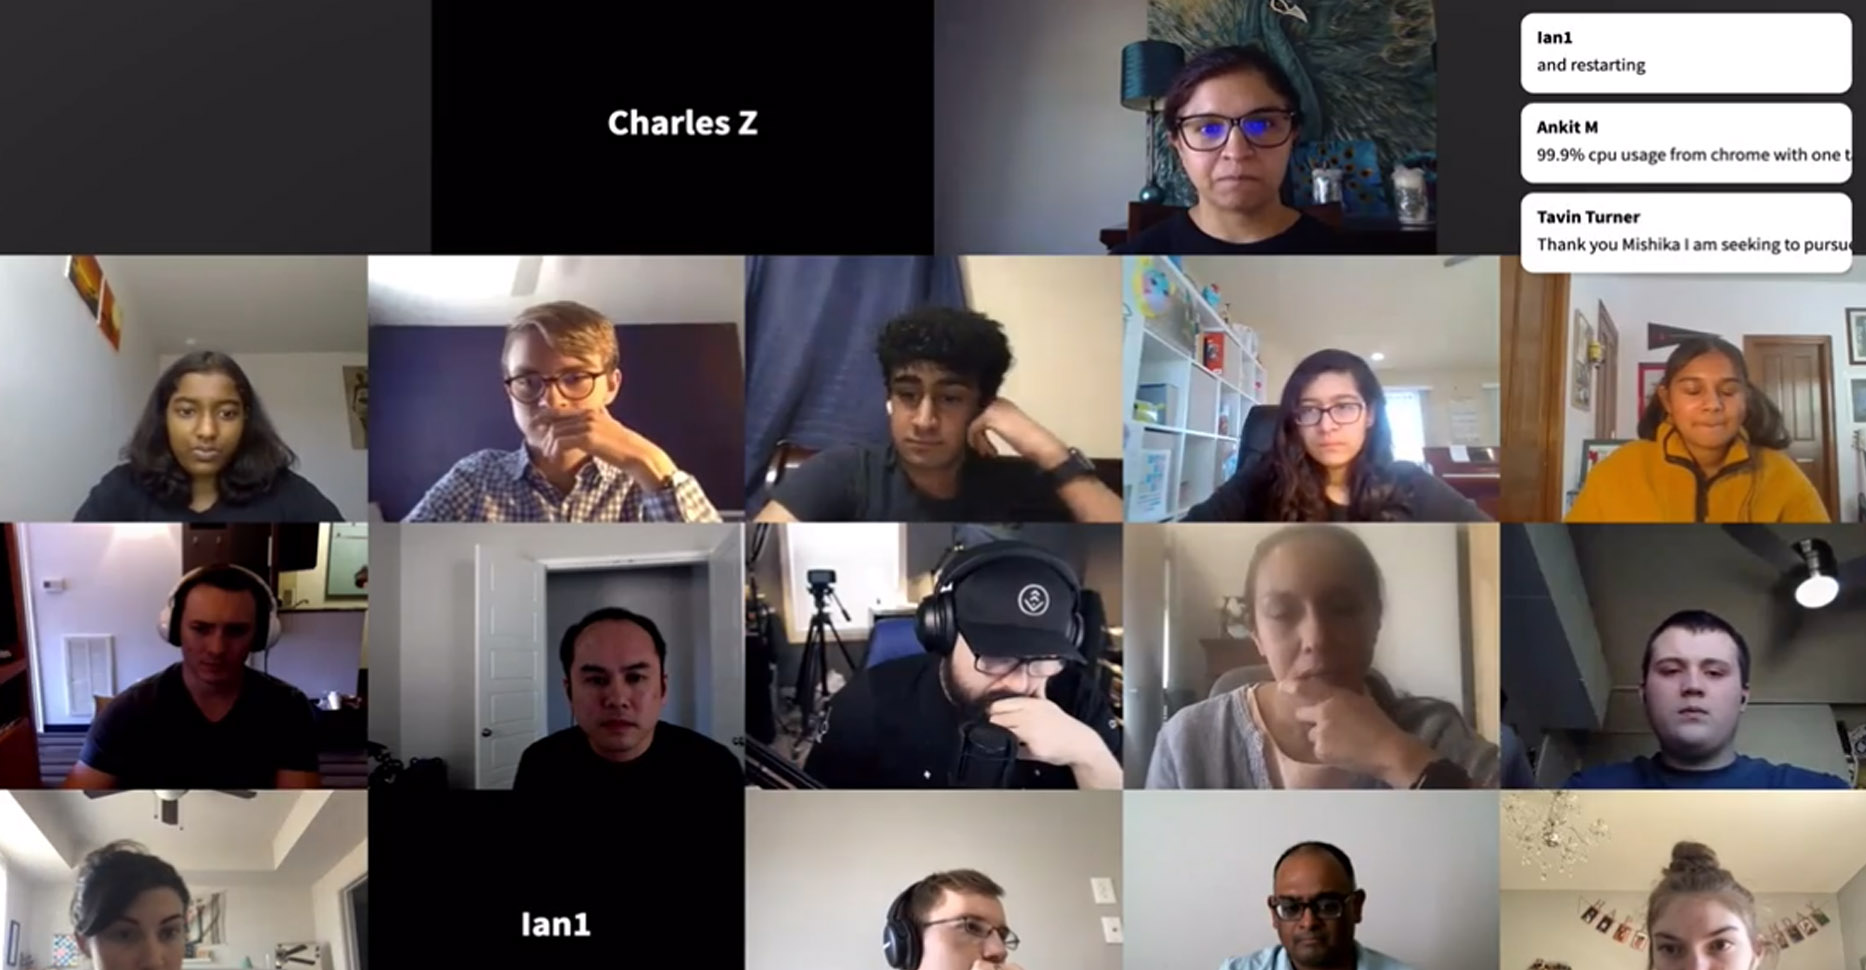 Charles Z
Ian1
and restarting
Ankit M
99.9% cpu usage from chrome with one
Tavin Turner
Thank you Mishika I am seeking to
Ian1